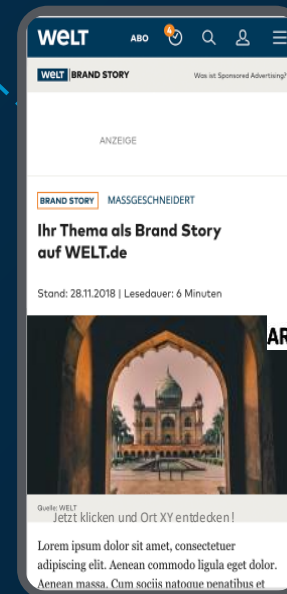 WELT ABO 4
WELT BRAND STORY Was ist Sponsored Advertising?
ANZEIGE
BRAND STORY MASSGESCHNEIDERT
Ihr Thema als Brand Story
auf WELT.de
Stand: 28.11.2018 | Lesedauer: 6 Minuten
AR
Quelle: WELT
Jetzt klicken und Ort XY entdecken!
Lorem ipsum dolor sit amet, consectetuer
adipiscing elit. Aenean commodo ligula eget dolor.
Aenean massa. Cum sociis natoque penatibus et